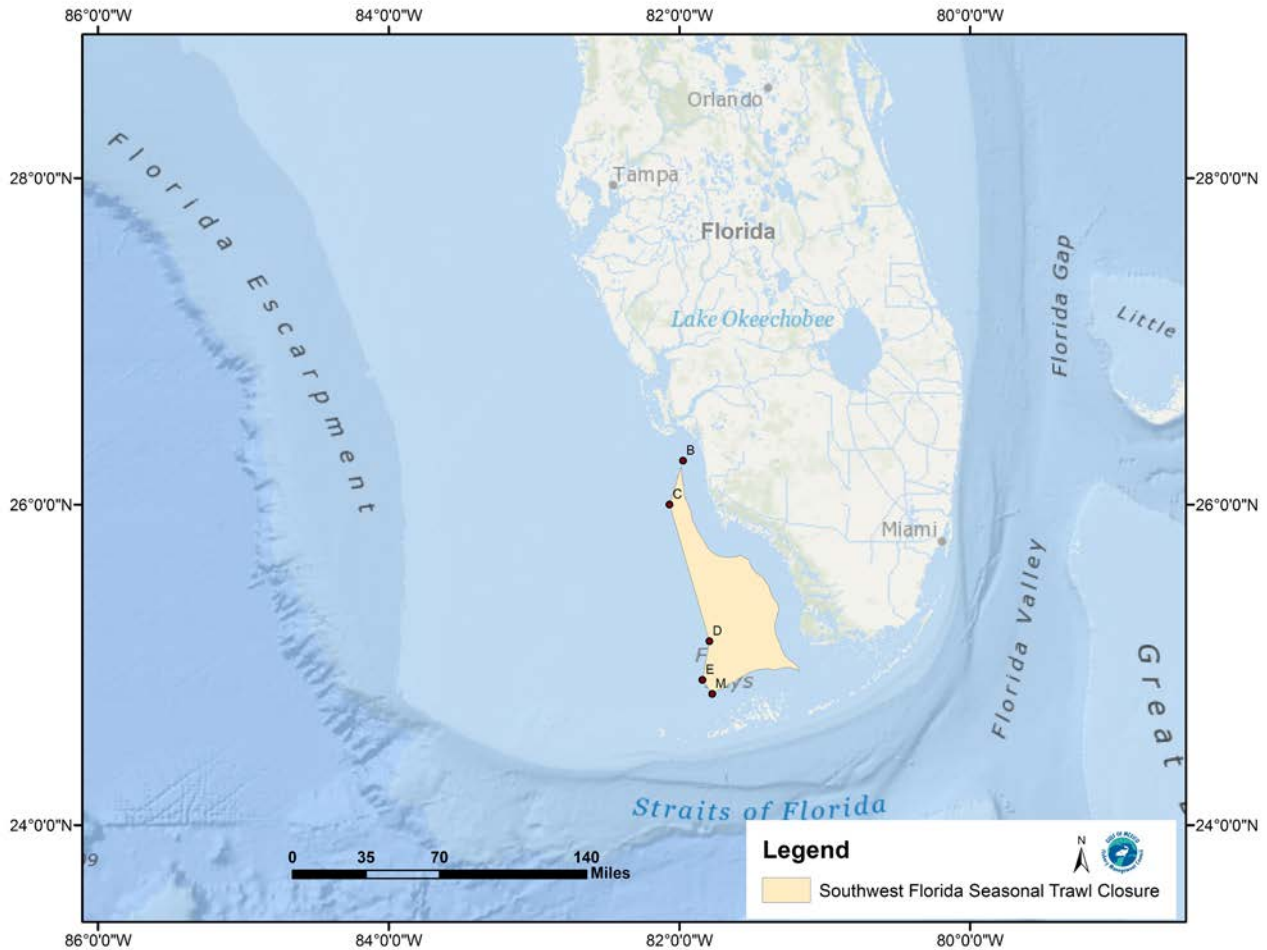 86°0'0"W 84°0'0"W 82°0'0"W 80°0'0"W
Orlando
28°0'0"N Tampa 28°0'0"N
Florida Escarpment
Florida
Florida Gap
Lake Okeechobee
Little
B
26°0'0"N C 26°0'0"N
Miami
Florida Valley
D
F
E
M
ys
Great
24°0'0"N Straits of Florida 24°0'0"N
0 35 70 140
Miles
Legend
N
Southwest Florida Seasonal Trawl Closure
86°0'0"W 84°0'0"W 82°0'0"W 80°0'0"W